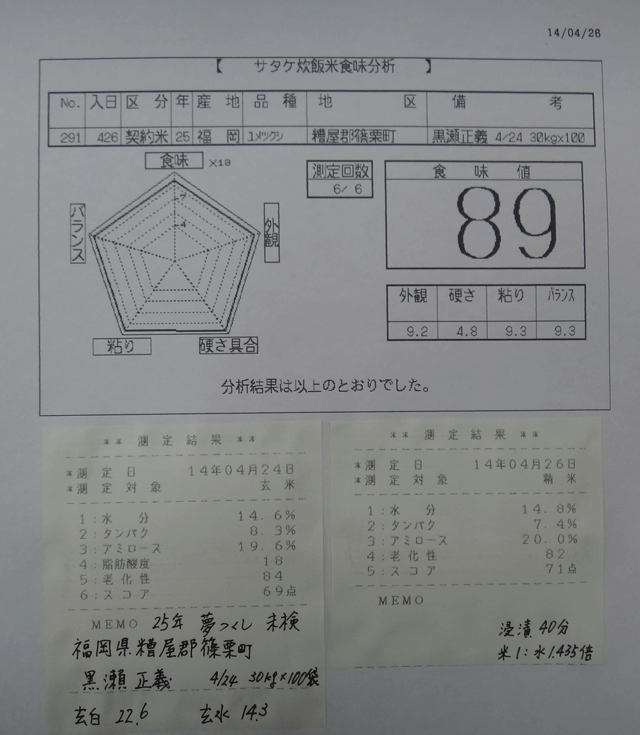 14/04/26
【 サタケ炊飯米食味分析 】
No. 入日 区分 年 産地 品種 地区 備考
291 426 契約米 25 福岡 ユメツクシ 糟屋郡篠栗町 黒瀬正義 4/24 30kgx100
食味 X10
測定回数
6/ 6
食味値
89
7
4
バランス
外観
粘り
硬さ具合
外観 硬さ 粘り バランス
9.2 4.8 9.3 9.3
分析結果は以上のとおりでした。
** 測定結果 **
*測定日 14年04月24日
*測定対象 玄米
1:水分 14.6%
2:タンパク 8.3%
3:アミロース 19.6%
4:脂肪酸度 18
5:老化性 84
6:スコア 69点
MEMO 25年 夢つくし 未検
福岡県糟屋郡篠栗町
黒瀬 正義 4/24 30kg×100袋
玄白 22.6 玄水 14.3
** 測定結果 **
*測定日 14年04月26日
*測定対象 精米
1:水分 14.8%
2:タンパク 7.4%
3:アミロース 20.0%
4:老化性 82
5:スコア 71点
MEMO
浸漬 40分
米1:水1.435倍